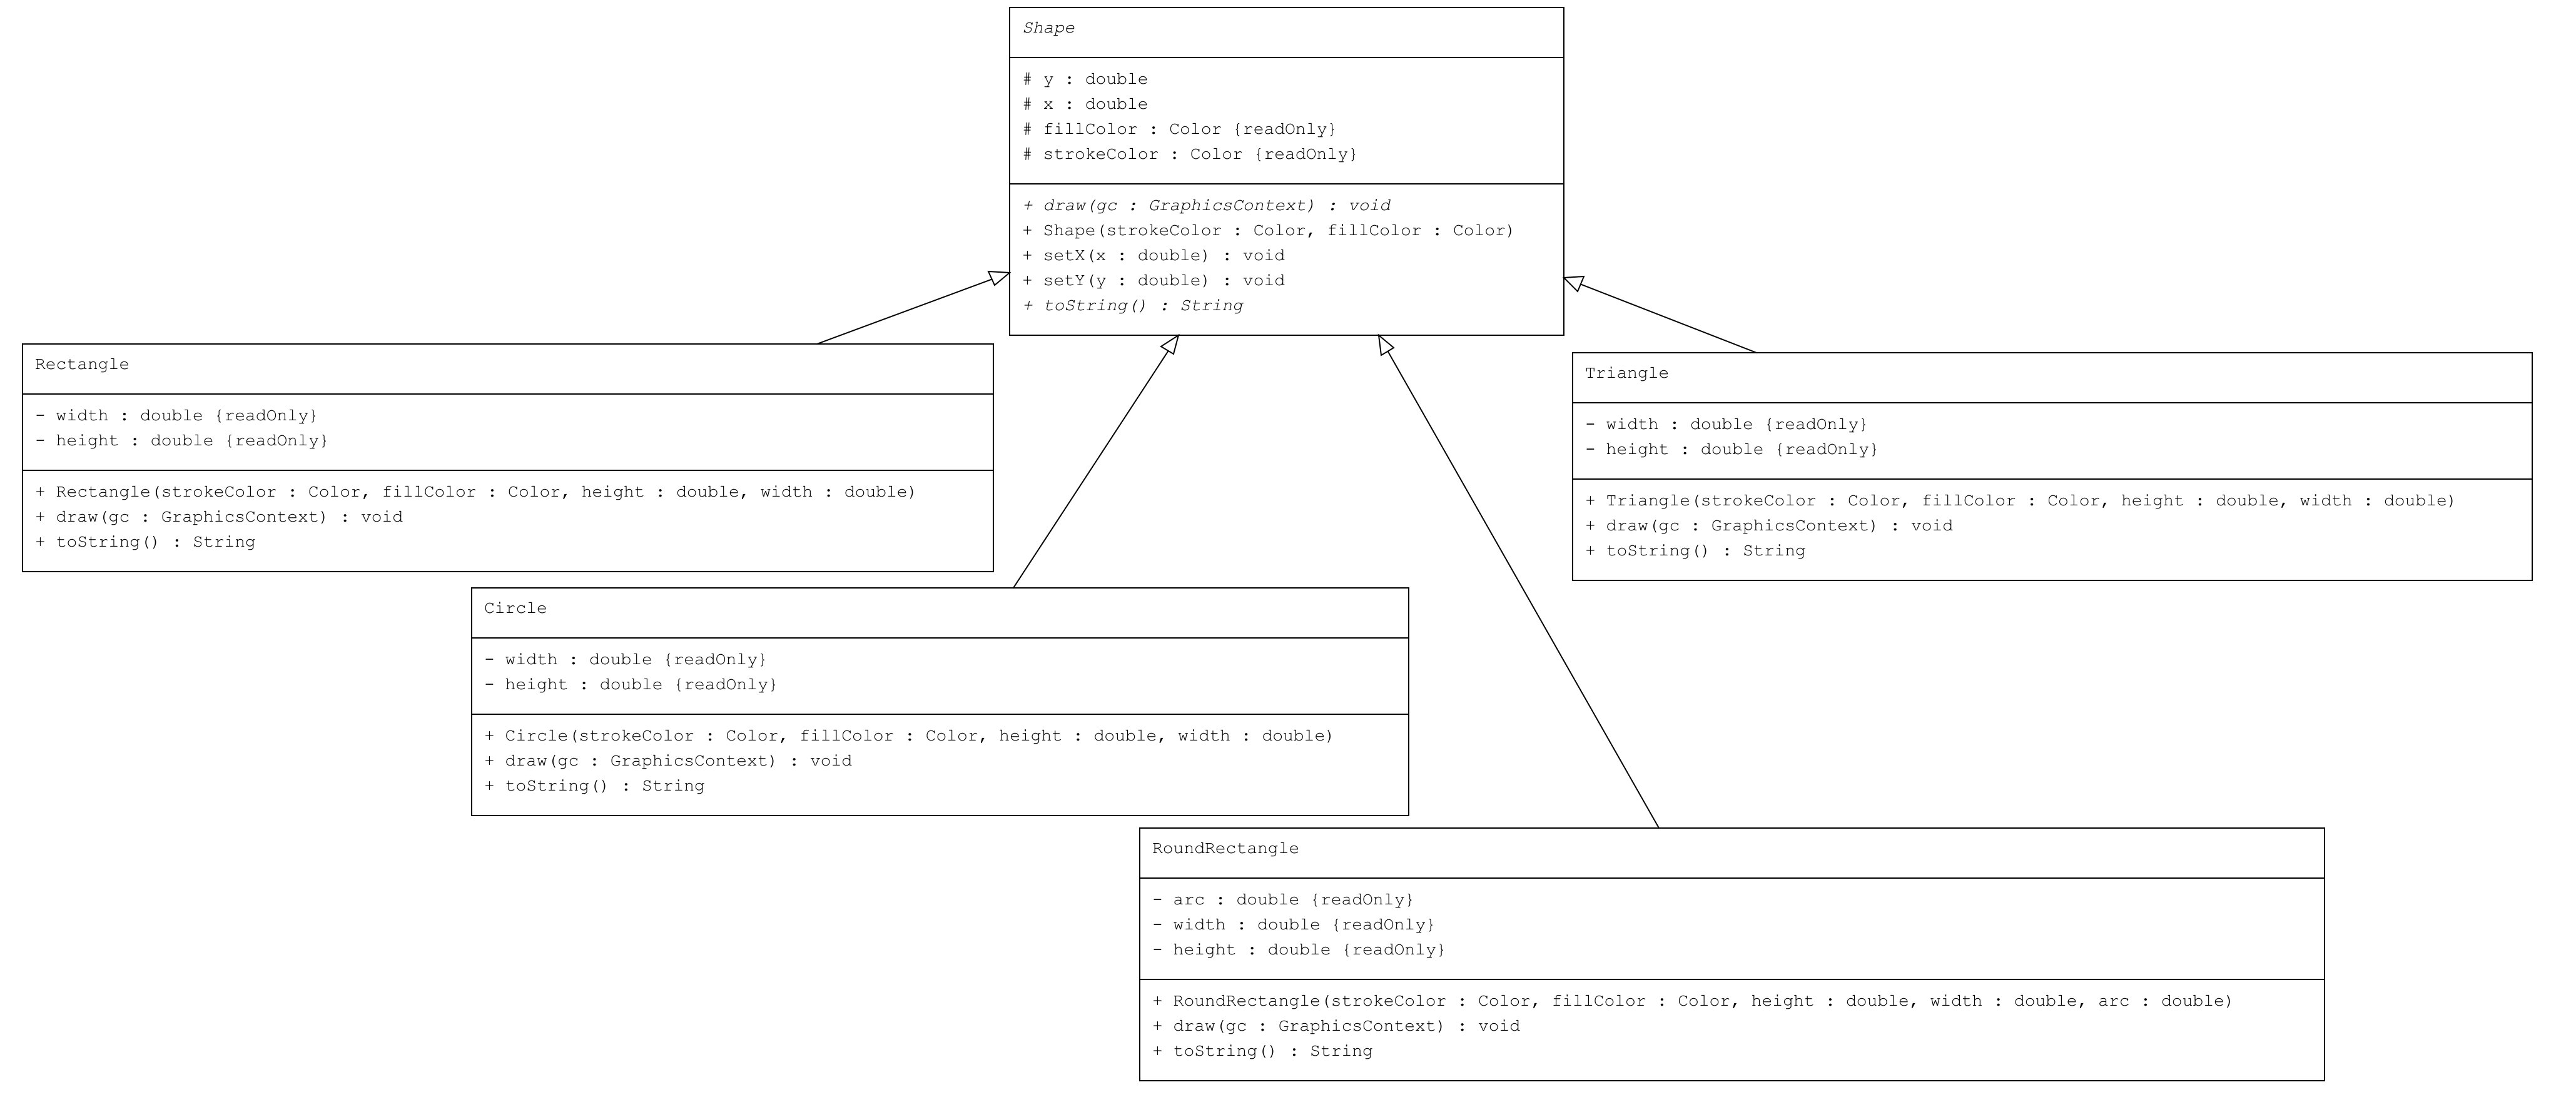 Shape
# y : double
# x : double
# fillColor : Color {readOnly}
# strokeColor : Color {readOnly}
+ draw(gc : GraphicsContext) : void
+ Shape(strokeColor : Color, fillColor : Color)
+ setX(x : double) : void
+ setY(y : double) : void
+ toString() : String
Rectangle
- width : double {readOnly}
- height : double {readOnly}
+ Rectangle(strokeColor : Color, fillColor : Color, height : double, width : double)
+ draw(gc : GraphicsContext) : void
+ toString() : String
Triangle
- width : double {readOnly}
- height : double {readOnly}
+ Triangle(strokeColor : Color, fillColor : Color, height : double, width : double)
+ draw(gc : GraphicsContext) : void
+ toString() : String
Circle
- width : double {readOnly}
- height : double {readOnly}
+ Circle(strokeColor : Color, fillColor : Color, height : double, width : double)
+ draw(gc : GraphicsContext) : void
+ toString() : String
RoundRectangle
- arc : double {readOnly}
- width : double {readOnly}
- height : double {readOnly}
+ RoundRectangle(strokeColor : Color, fillColor : Color, height : double, width : double, arc : double)
+ draw(gc : GraphicsContext) : void
+ toString() : String